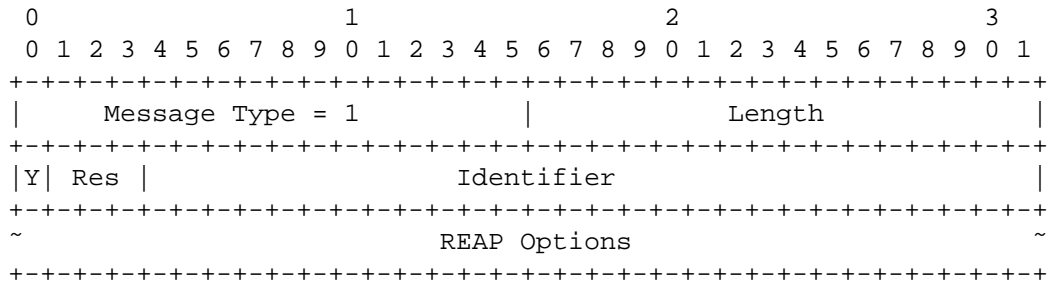 0                   1                   2                   3
 0 1 2 3 4 5 6 7 8 9 0 1 2 3 4 5 6 7 8 9 0 1 2 3 4 5 6 7 8 9 0 1
+-+-+-+-+-+-+-+-+-+-+-+-+-+-+-+-+-+-+-+-+-+-+-+-+-+-+-+-+-+-+-+-+
|     Message Type = 1          |            Length             |
+-+-+-+-+-+-+-+-+-+-+-+-+-+-+-+-+-+-+-+-+-+-+-+-+-+-+-+-+-+-+-+-+
|Y| Res |                   Identifier                          |
+-+-+-+-+-+-+-+-+-+-+-+-+-+-+-+-+-+-+-+-+-+-+-+-+-+-+-+-+-+-+-+-+
~                          REAP Options                         ~
+-+-+-+-+-+-+-+-+-+-+-+-+-+-+-+-+-+-+-+-+-+-+-+-+-+-+-+-+-+-+-+-+